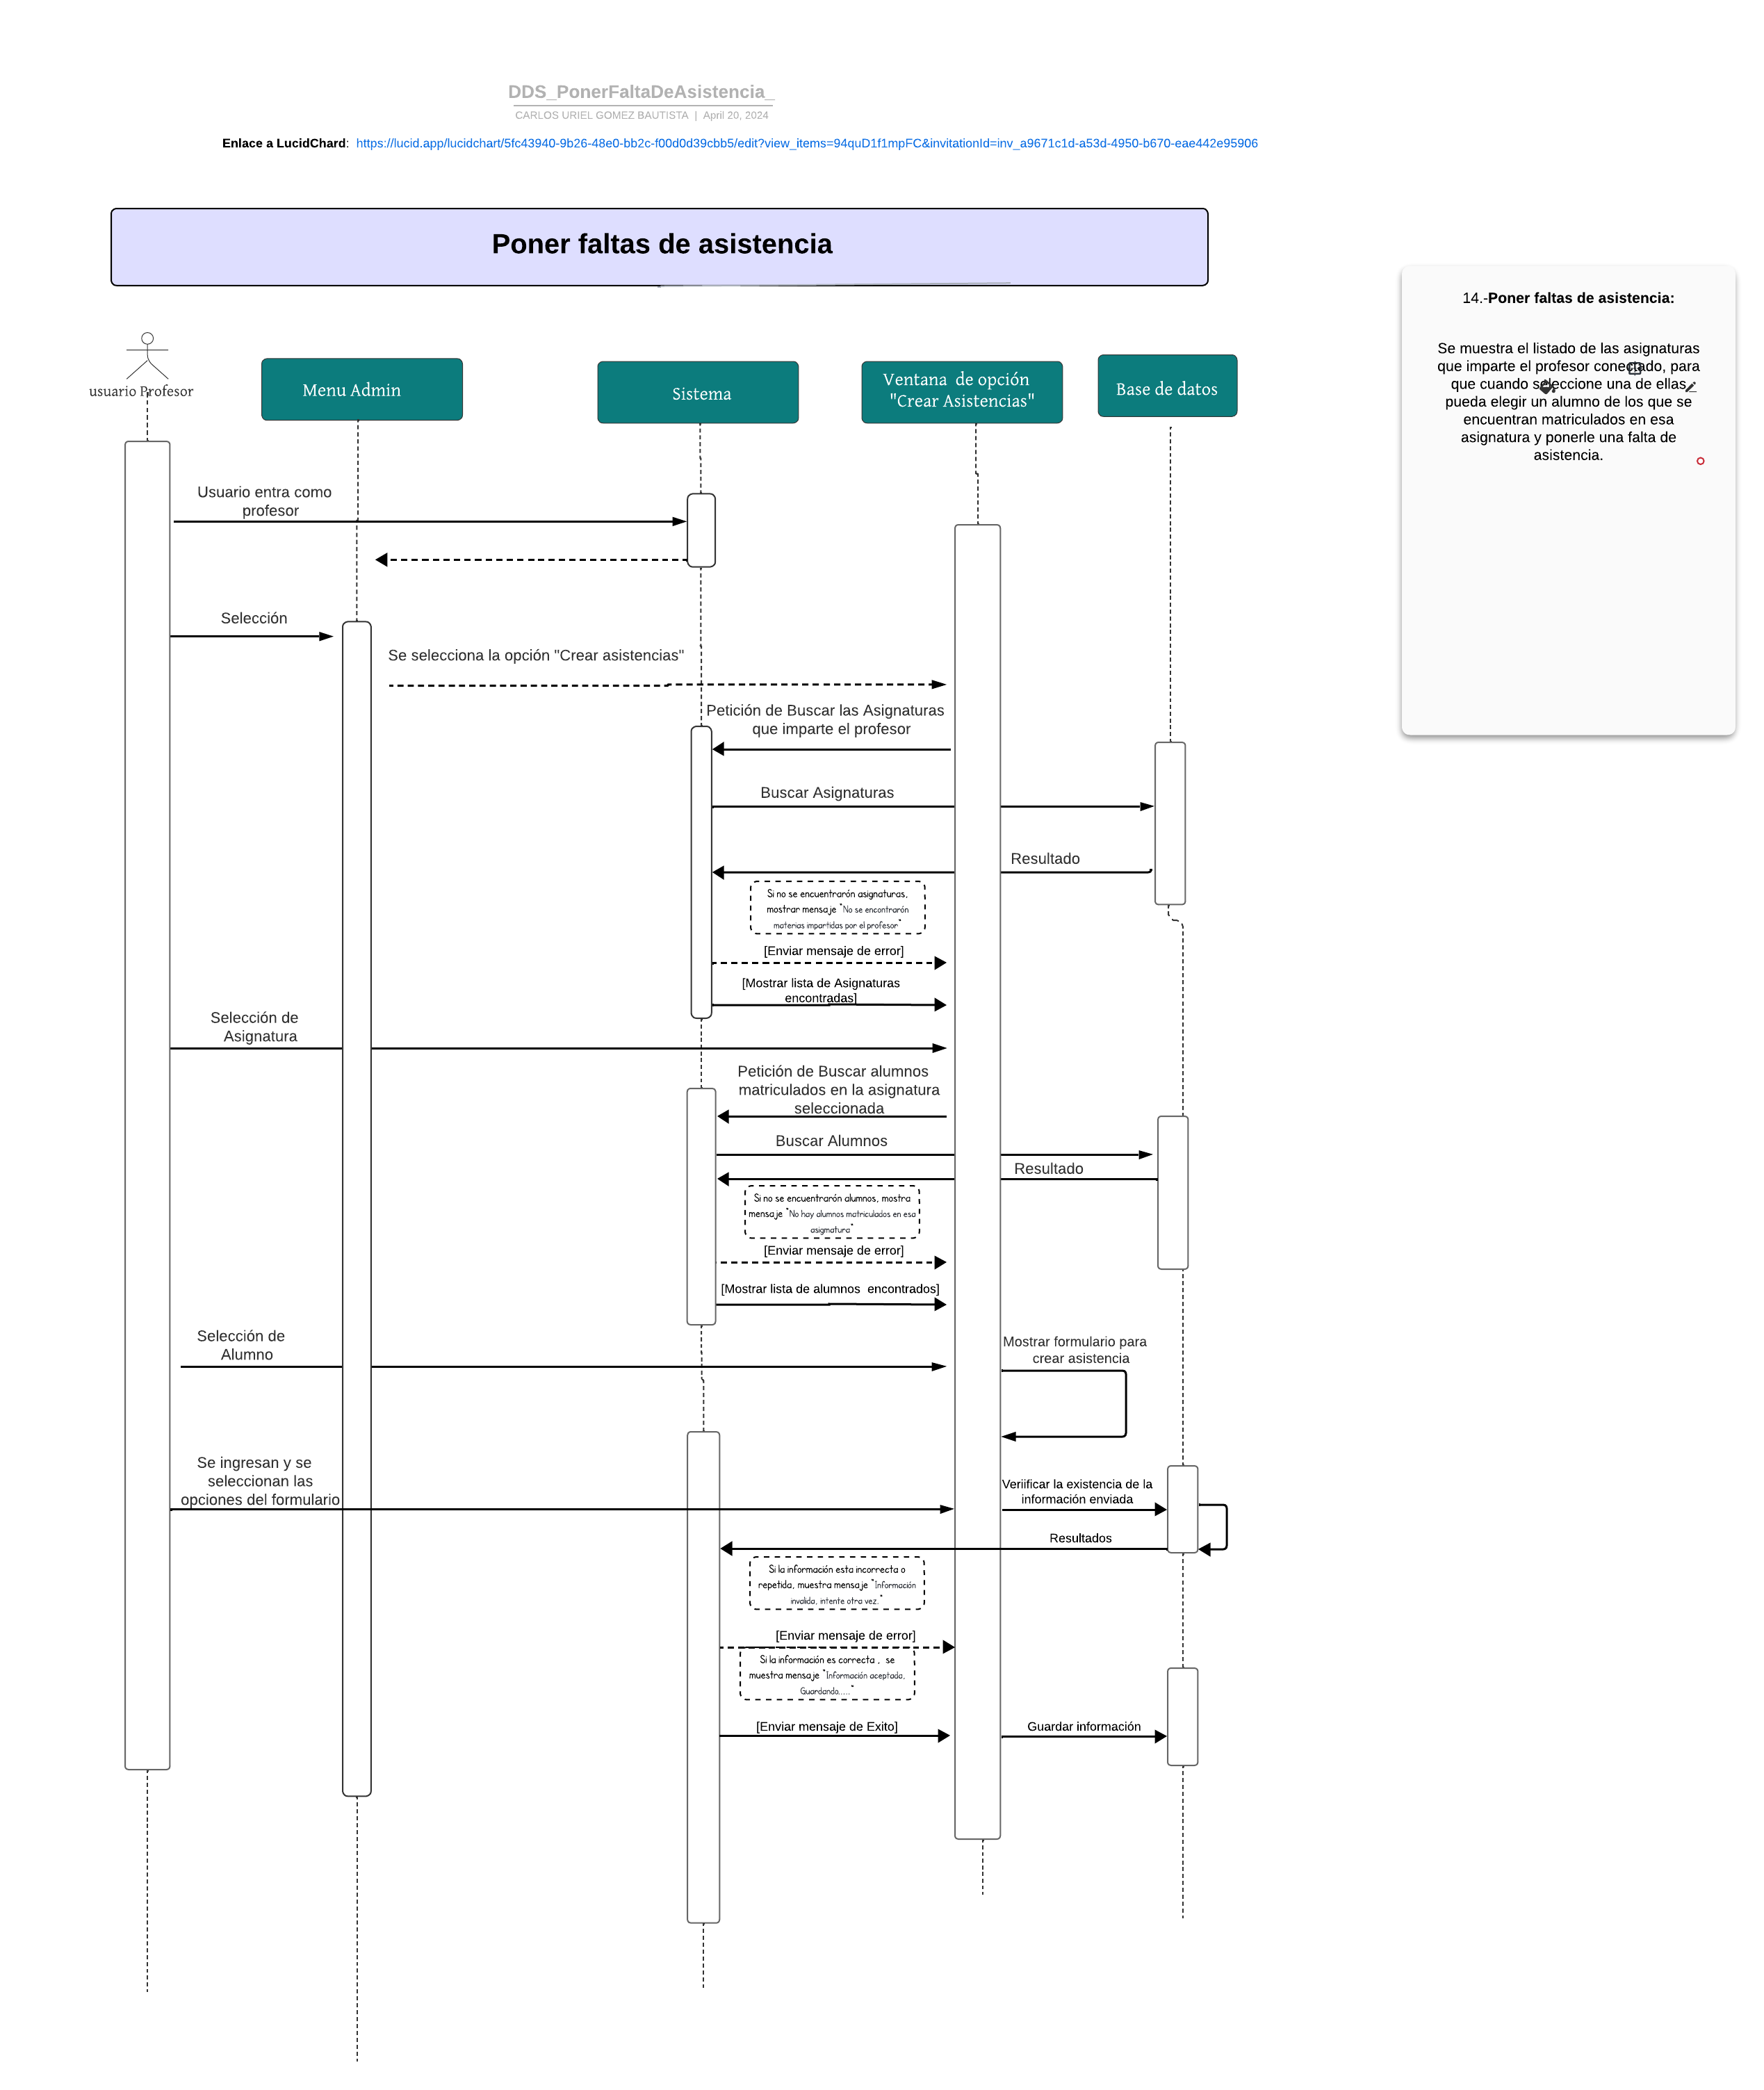 DDS_PonerFaltaDeAsistencia_
CARLOS URIEL GOMEZ BAUTISTA | April 20, 2024
Enlace a LucidChard: https://lucid.app/lucidchart/5fc43940-9b26-48e0-bb2c-f00d0d39cbb5/edit?view_items=94quD1f1mpFC&invitationId=inv_a9671c1d-a53d-4950-b670-eae442e95906
Poner faltas de asistencia
14.-Poner faltas de asistencia:
Se muestra el listado de las asignaturas
que imparte el profesor conectado, para
que cuando seleccione una de ellas
pueda elegir un alumno de los que se
encuentran matriculados en esa
asignatura y ponerle una falta de
asistencia.
usuario Profesor
Menu Admin
Sistema
Ventana de opción
"Crear Asistencias"
Base de datos
Usuario entra como
profesor
Selección
Se selecciona la opción "Crear asistencias"
Petición de Buscar las Asignaturas
que imparte el profesor
Buscar Asignaturas
Resultado
Si no se encuentrarón asignaturas,
mostrar mensaje "No se encontrarón
materias impartidas por el profesor"
[Enviar mensaje de error]
[Mostrar lista de Asignaturas
encontradas]
Selección de
Asignatura
Petición de Buscar alumnos
matriculados en la asignatura
seleccionada
Buscar Alumnos
Resultado
Si no se encuentrarón alumnos, mostra
mensaje "No hay alumnos matriculados en esa
asigmatura"
[Enviar mensaje de error]
[Mostrar lista de alumnos encontrados]
Selección de
Alumno
Mostrar formulario para
crear asistencia
Se ingresan y se
seleccionan las
opciones del formulario
Veriificar la existencia de la
información enviada
Resultados
Si la información esta incorrecta o
repetida, muestra mensaje "Información
invalida, intente otra vez."
[Enviar mensaje de error]
Si la información es correcta , se
muestra mensaje "Información aceptada,
Guardando....."
[Enviar mensaje de Exito]
Guardar información